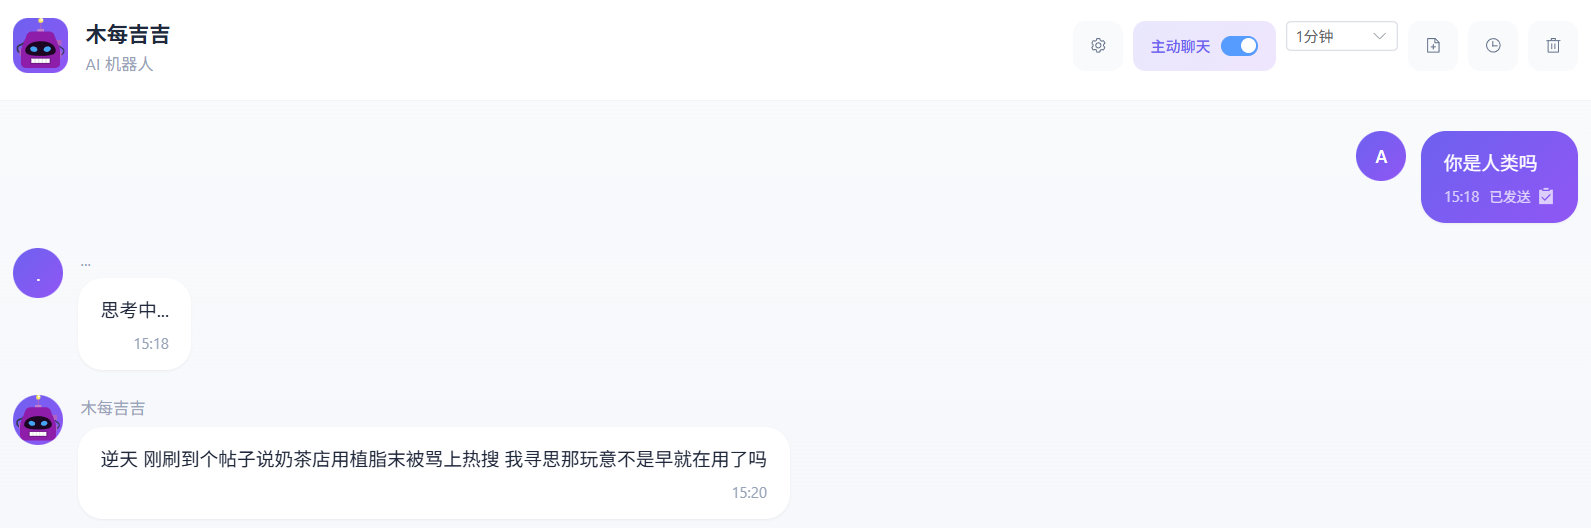 木每吉吉
AI 机器人
主动聊天
1分钟
A
你是人类吗
15:18 已发送
.
...
思考中...
15:18
木每吉吉
逆天 刚刷到个帖子说奶茶店用植脂末被骂上热搜 我寻思那玩意不是早就在用了吗
15:20